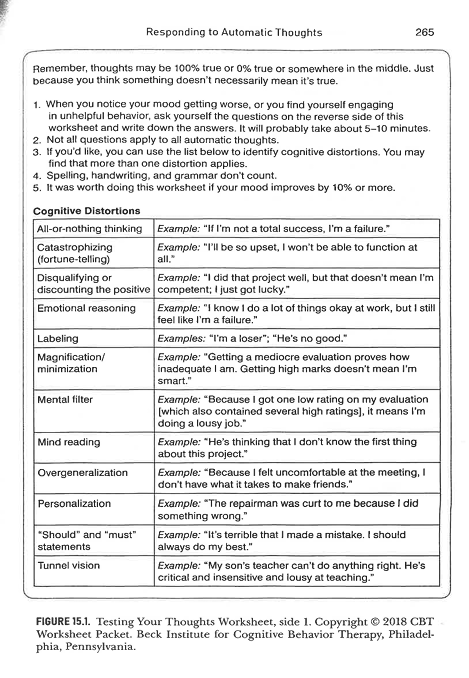 Responding to Automatic Thoughts 265
Remember, thoughts may be 100% true or 0% true or somewhere in the middle. Just
because you think something doesn't necessarily mean it's true.
1. When you notice your mood getting worse, or you find yourself engaging
in unhelpful behavior, ask yourself the questions on the reverse side of this
worksheet and write down the answers. It will probably take about 5–10 minutes.
2. Not all questions apply to all automatic thoughts.
3. If you'd like, you can use the list below to identify cognitive distortions. You may
find that more than one distortion applies.
4. Spelling, handwriting, and grammar don't count.
5. It was worth doing this worksheet if your mood improves by 10% or more.
Cognitive Distortions
All-or-nothing thinking Example: "If I'm not a total success, I'm a failure."
Catastrophizing
(fortune-telling)
Example: "I'll be so upset, I won't be able to function at
all."
Disqualifying or
discounting the positive
Example: "I did that project well, but that doesn't mean I'm
competent; I just got lucky."
Emotional reasoning
Example: "I know I do a lot of things okay at work, but I still
feel like I'm a failure."
Labeling Examples: "I'm a loser"; "He's no good."
Magnification/
minimization
Example: "Getting a mediocre evaluation proves how
inadequate I am. Getting high marks doesn't mean I'm
smart."
Mental filter
Example: "Because I got one low rating on my evaluation
[which also contained several high ratings], it means I'm
doing a lousy job."
Mind reading
Example: "He's thinking that I don't know the first thing
about this project."
Overgeneralization
Example: "Because I felt uncomfortable at the meeting, I
don't have what it takes to make friends."
Personalization
Example: "The repairman was curt to me because I did
something wrong."
"Should" and "must"
statements
Example: "It's terrible that I made a mistake. I should
always do my best."
Tunnel vision
Example: "My son's teacher can't do anything right. He's
critical and insensitive and lousy at teaching."
FIGURE 15.1. Testing Your Thoughts Worksheet, side 1. Copyright © 2018 CBT
Worksheet Packet. Beck Institute for Cognitive Behavior Therapy, Philadel-
phia, Pennsylvania.